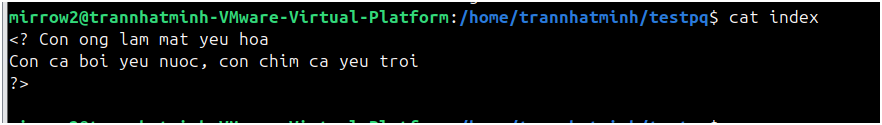 mirrow2@trannhatminh-VMware-Virtual-Platform:/home/trannhatminh/testpq$ cat index
<? Con ong lam mat yeu hoa
Con ca boi yeu nuoc, con chim ca yeu troi
?>